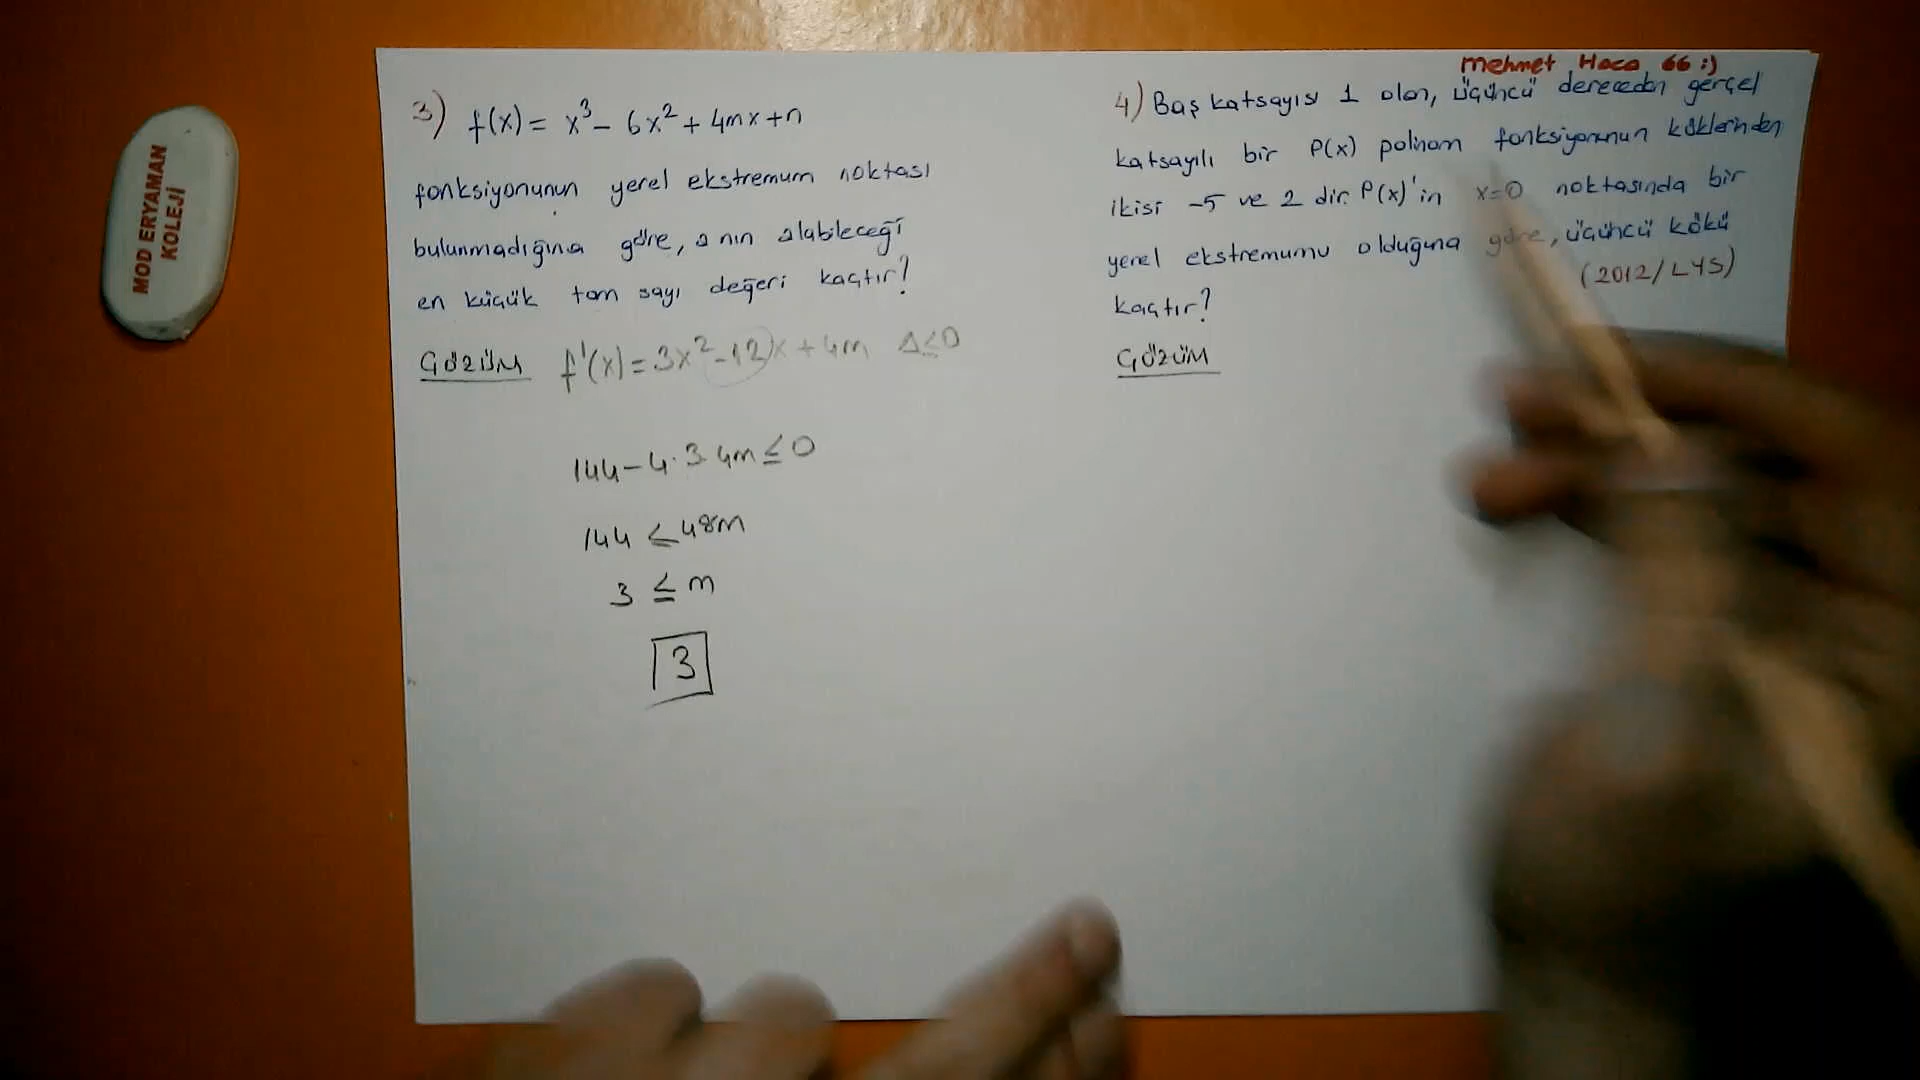 MOD ERYAMAN
KOLEJİ
3) f(x) = x³ - 6x² + 4mx + n
fonksiyonunun yerel ekstremum noktası
bulunmadığına göre, a nın alabileceği
en küçük tam sayı değeri kaçtır?
ÇÖZÜM f'(x) = 3x² - 12x + 4m Δ≤0
144 - 4·3·4m ≤ 0
144 ≤ 48m
3 ≤ m
3
Mehmet Hoca 66 :)
4) Baş katsayısı 1 olan, üçüncü dereceden gerçel
katsayılı bir P(x) polinom fonksiyonunun köklerinden
ikisi -5 ve 2 dir. P(x)'in x=0 noktasında bir
yerel ekstremumu olduğuna göre, üçüncü kökü
kaçtır?
(2012/LYS)
ÇÖZÜM